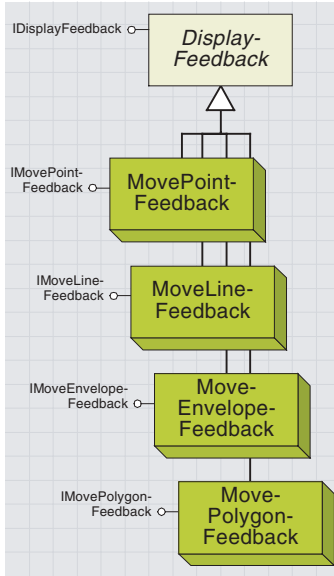 IDisplayFeedback
Display-
Feedback
IMovePoint-
Feedback
MovePoint-
Feedback
IMoveLine-
Feedback
MoveLine-
Feedback
IMoveEnvelope-
Feedback
Move-
Envelope-
Feedback
IMovePolygon-
Feedback
Move-
Polygon-
Feedback